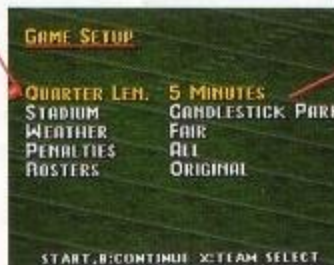 GAME SETUP
QUARTER LEN. 5 MINUTES
STADIUM CANDLESTICK PARK
WEATHER FAIR
PENALTIES ALL
ROSTERS ORIGINAL
START,B:CONTINUE X:TEAM SELECT